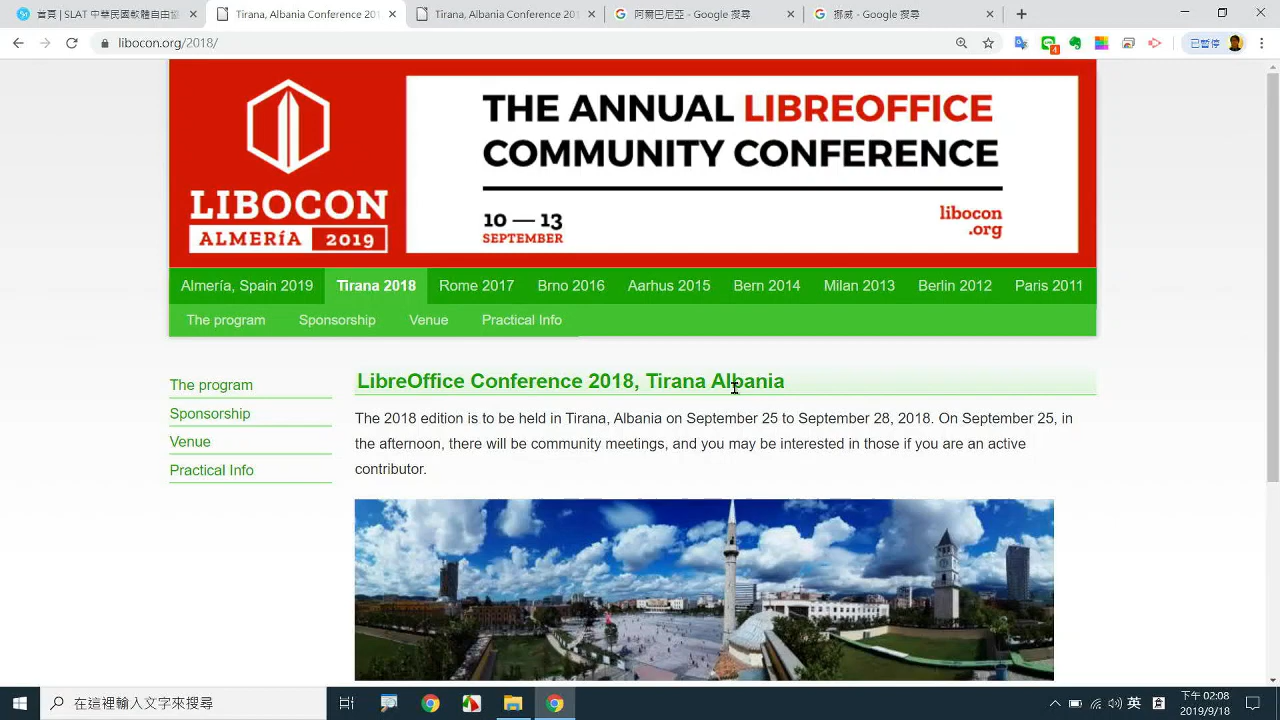 首頁 | SLAT 中華民國軟體自由
Tirana, Albania Conference 201
Tirana, Albania Conference 201
阿爾巴尼亞 - Google 搜尋
挪威 - Google 搜尋
libocon.org/2018/
4
已暫停
LIBOCON
ALMERÍA 2019
THE ANNUAL LIBREOFFICE
COMMUNITY CONFERENCE
10 — 13
SEPTEMBER
libocon
.org
Almería, Spain 2019 Tirana 2018 Rome 2017 Brno 2016 Aarhus 2015 Bern 2014 Milan 2013 Berlin 2012 Paris 2011
The program Sponsorship Venue Practical Info
The program
Sponsorship
Venue
Practical Info
LibreOffice Conference 2018, Tirana Albania
The 2018 edition is to be held in Tirana, Albania on September 25 to September 28, 2018. On September 25, in
the afternoon, there will be community meetings, and you may be interested in those if you are an active
contributor.
在這裡輸入文字來搜尋
英
下午 02:08
2019/9/18